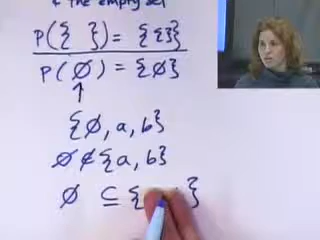 & the empty set
P({ }) = {{ }}
P(∅) = {∅}
↑
{∅, a, b}
∅ ∉ {a, b}
∅ ⊆ { }